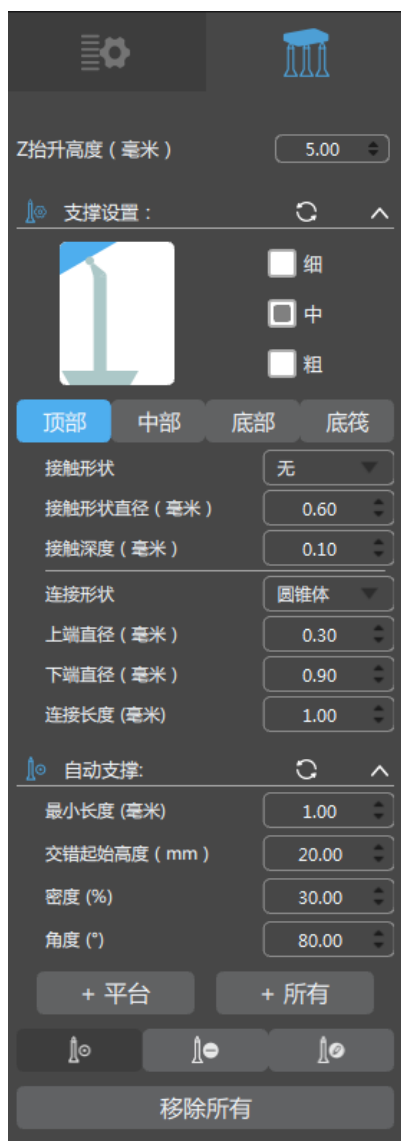 Z抬升高度（毫米） 5.00
支撑设置：
细
中
粗
顶部 中部 底部 底筏
接触形状 无
接触形状直径（毫米） 0.60
接触深度（毫米） 0.10
连接形状 圆锥体
上端直径（毫米） 0.30
下端直径（毫米） 0.90
连接长度 (毫米) 1.00
自动支撑:
最小长度 (毫米) 1.00
交错起始高度（mm） 20.00
密度 (%) 30.00
角度 (°) 80.00
+ 平台 + 所有
移除所有